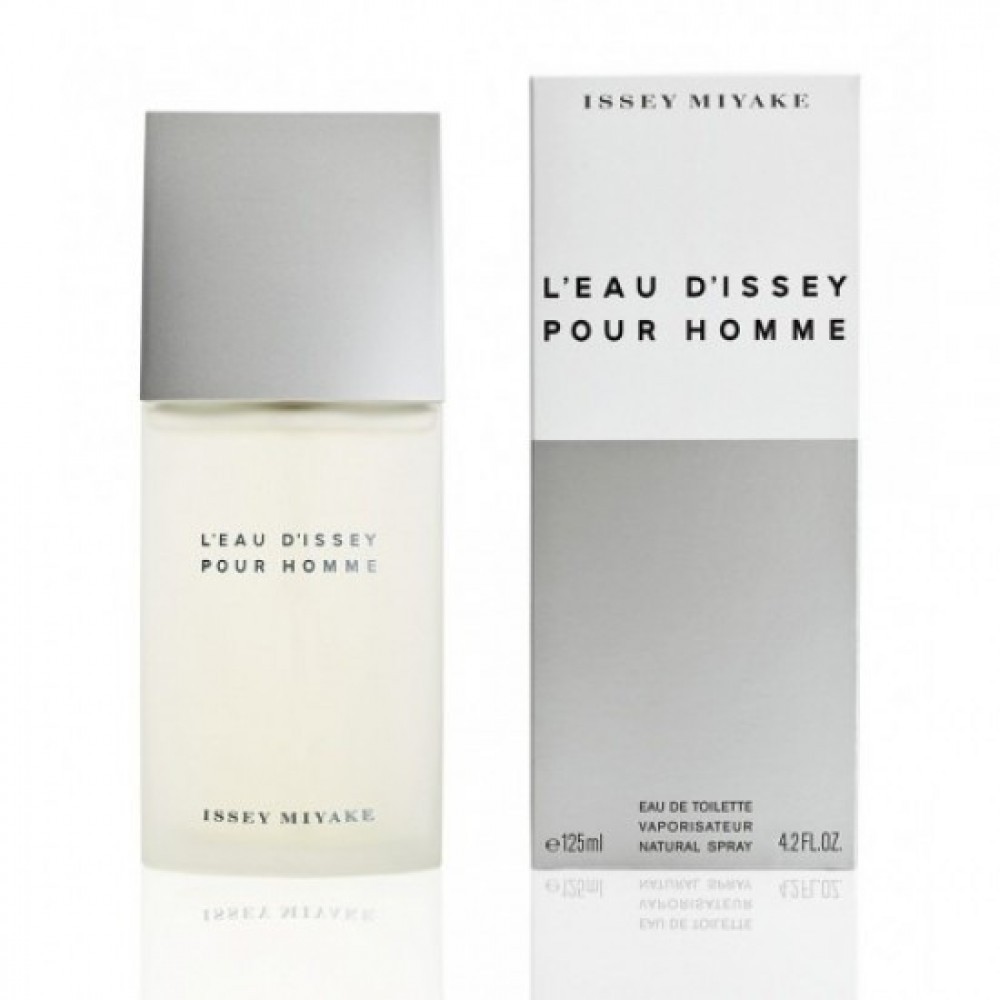 L'EAU D'ISSEY
POUR HOMME
ISSEY MIYAKE
ISSEY MIYAKE
L'EAU D'ISSEY
POUR HOMME
EAU DE TOILETTE
VAPORISATEUR
℮125ml NATURAL SPRAY 4.2FL.OZ.